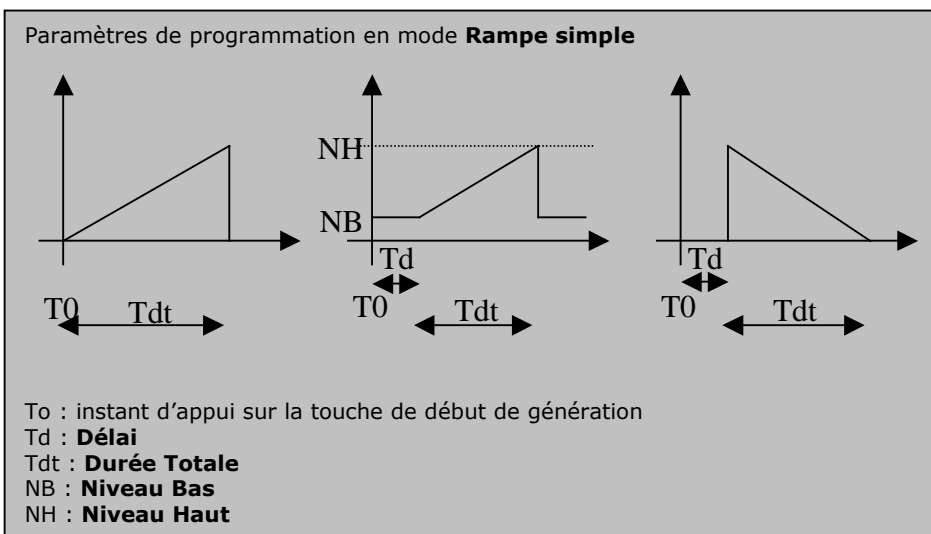 Paramètres de programmation en mode Rampe simple
NH
NB
Td
Td
T0
Tdt
T0
Tdt
T0
Tdt
To : instant d'appui sur la touche de début de génération
Td : Délai
Tdt : Durée Totale
NB : Niveau Bas
NH : Niveau Haut